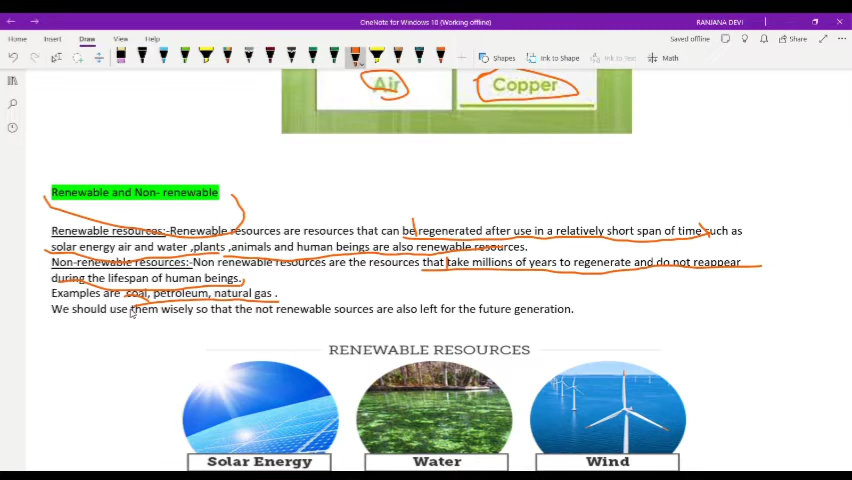 OneNote for Windows 10 (Working offline)
RANJANA DEVI
Home Insert Draw View Help
Saved offline
Share
Shapes
Ink to Shape
Ink to Text
Math
Air
Copper
Renewable and Non- renewable
Renewable resources:-Renewable resources are resources that can be regenerated after use in a relatively short span of time such as
solar energy air and water ,plants ,animals and human beings are also renewable resources.
Non-renewable resources:-Non renewable resources are the resources that take millions of years to regenerate and do not reappear
during the lifespan of human beings.
Examples are coal, petroleum, natural gas .
We should use them wisely so that the not renewable sources are also left for the future generation.
RENEWABLE RESOURCES
Solar Energy
Water
Wind